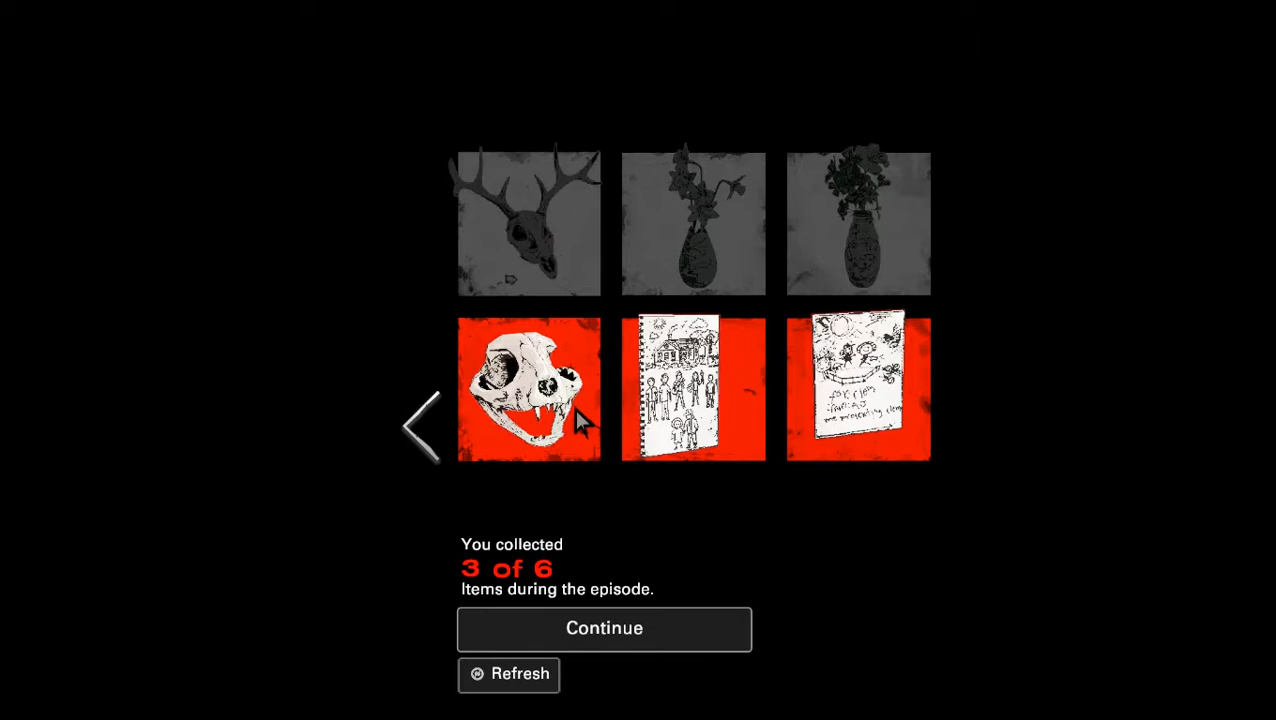 You collected
3 of 6
Items during the episode.
Continue
Refresh